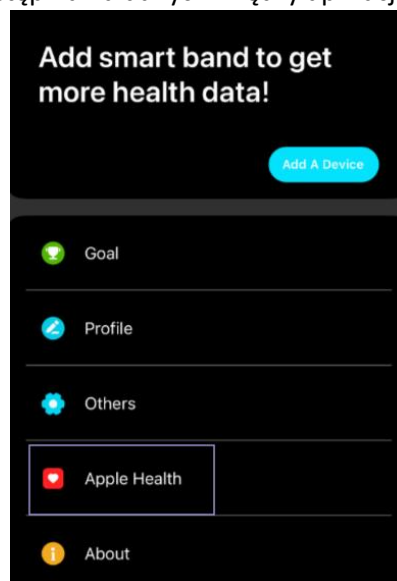 Add smart band to get
more health data!
Add A Device
Goal
Profile
Others
Apple Health
About